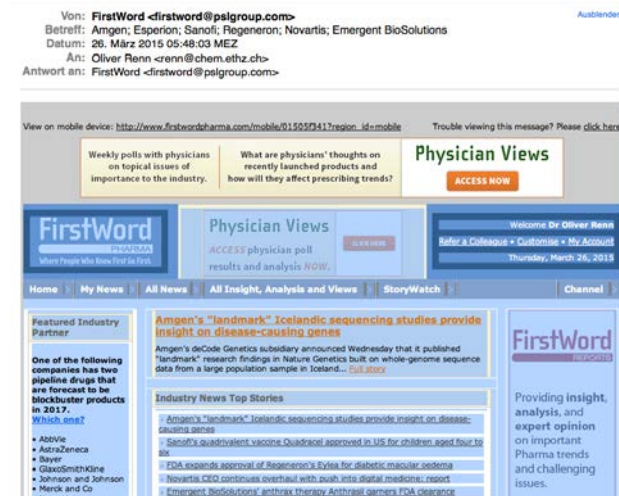 Von: FirstWord <firstword@pslgroup.com>
Ausblenden
Betreff: Amgen; Esperion; Sanofi; Regeneron; Novartis; Emergent BioSolutions
Datum: 26. März 2015 05:48:03 MEZ
An: Oliver Renn <renn@chem.ethz.ch>
Antwort an: FirstWord <firstword@pslgroup.com>
View on mobile device: http://www.firstwordpharma.com/mobile/01505f341?region_id=mobile
Trouble viewing this message? Please click here
Weekly polls with physicians
on topical issues of
importance to the industry.
What are physicians' thoughts on
recently launched products and
how will they affect prescribing trends?
Physician Views
ACCESS NOW
FirstWord
PHARMA
Where People Who Know First Go First.
Physician Views
ACCESS physician poll
results and analysis NOW.
CLICK HERE
Welcome Dr Oliver Renn
Refer a Colleague • Customise • My Account
Thursday, March 26, 2015
Home
My News
All News
All Insight, Analysis and Views
StoryWatch
Channel
Featured Industry
Partner
One of the following
companies has two
pipeline drugs that
are forecast to be
blockbuster products
in 2017.
Which one?
• AbbVie
• AstraZeneca
• Bayer
• GlaxoSmithKline
• Johnson and Johnson
• Merck and Co
Amgen's "landmark" Icelandic sequencing studies provide
insight on disease-causing genes
Amgen's deCode Genetics subsidiary announced Wednesday that it published
"landmark" research findings in Nature Genetics built on whole-genome sequence
data from a large population sample in Iceland... Full story
Industry News Top Stories
Amgen's "landmark" Icelandic sequencing studies provide insight on disease-
causing genes
Sanofi's quadrivalent vaccine Quadracel approved in US for children aged four to
six
FDA expands approval of Regeneron's Eylea for diabetic macular oedema
Novartis CEO continues overhaul with push into digital medicine: report
Emergent BioSolutions' anthrax therapy Anthrasil garners FDA clearance
FirstWord
REPORTS
Providing insight,
analysis, and
expert opinion
on important
Pharma trends
and challenging
issues.